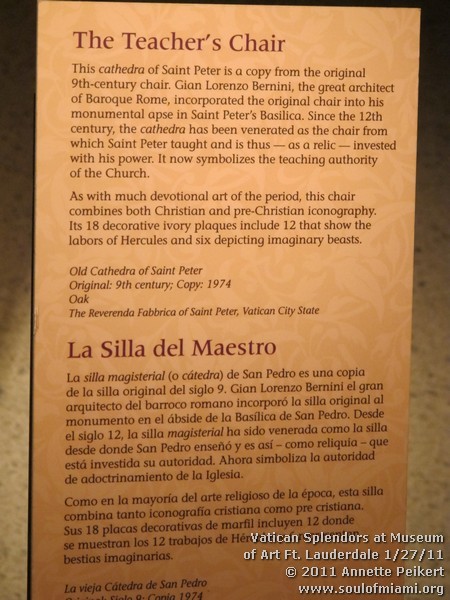 The Teacher's Chair
This cathedra of Saint Peter is a copy from the original
9th-century chair. Gian Lorenzo Bernini, the great architect
of Baroque Rome, incorporated the original chair into his
monumental apse in Saint Peter's Basilica. Since the 12th
century, the cathedra has been venerated as the chair from
which Saint Peter taught and is thus — as a relic — invested
with his power. It now symbolizes the teaching authority
of the Church.
As with much devotional art of the period, this chair
combines both Christian and pre-Christian iconography.
Its 18 decorative ivory plaques include 12 that show the
labors of Hercules and six depicting imaginary beasts.
Old Cathedra of Saint Peter
Original: 9th century; Copy: 1974
Oak
The Reverenda Fabbrica of Saint Peter, Vatican City State
La Silla del Maestro
La silla magisterial (o cátedra) de San Pedro es una copia
de la silla original del siglo 9. Gian Lorenzo Bernini el gran
arquitecto del barroco romano incorporó la silla original al
monumento en el ábside de la Basílica de San Pedro. Desde
el siglo 12, la silla magisterial ha sido venerada como la silla
desde donde San Pedro enseñó y es así – como reliquia – que
está investida su autoridad. Ahora simboliza la autoridad
de adoctrinamiento de la Iglesia.
Como en la mayoría del arte religioso de la época, esta silla
combina tanto iconografía cristiana como pre cristiana.
Sus 18 placas decorativas de marfil incluyen 12 donde
se muestran los 12 trabajos de
bestias imaginarias.
La vieja Cátedra de San Pedro
Original: Siglo 9; Copia 1974
Vatican Splendors at Museum
of Art Ft. Lauderdale 1/27/11
© 2011 Annette Peikert
www.soulofmiami.org